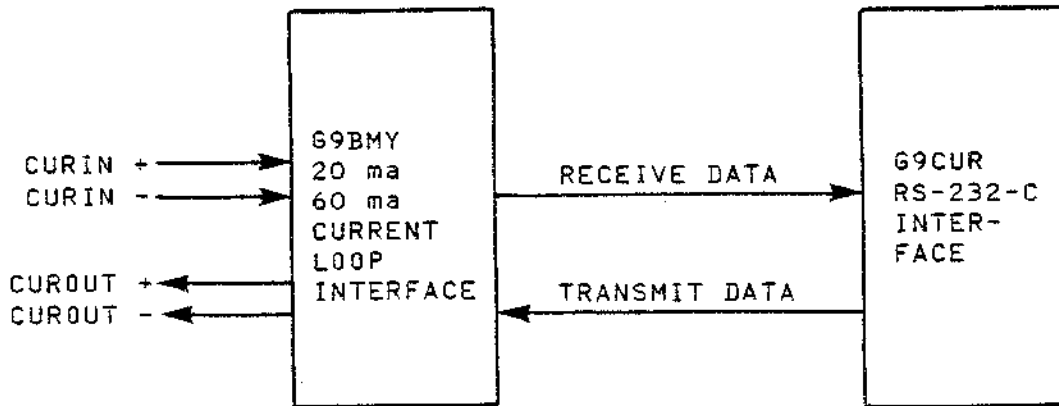 CURIN +
CURIN -
CUROUT +
CUROUT -
G9BMY
20 ma
60 ma
CURRENT
LOOP
INTERFACE
RECEIVE DATA
TRANSMIT DATA
G9CUR
RS-232-C
INTER-
FACE